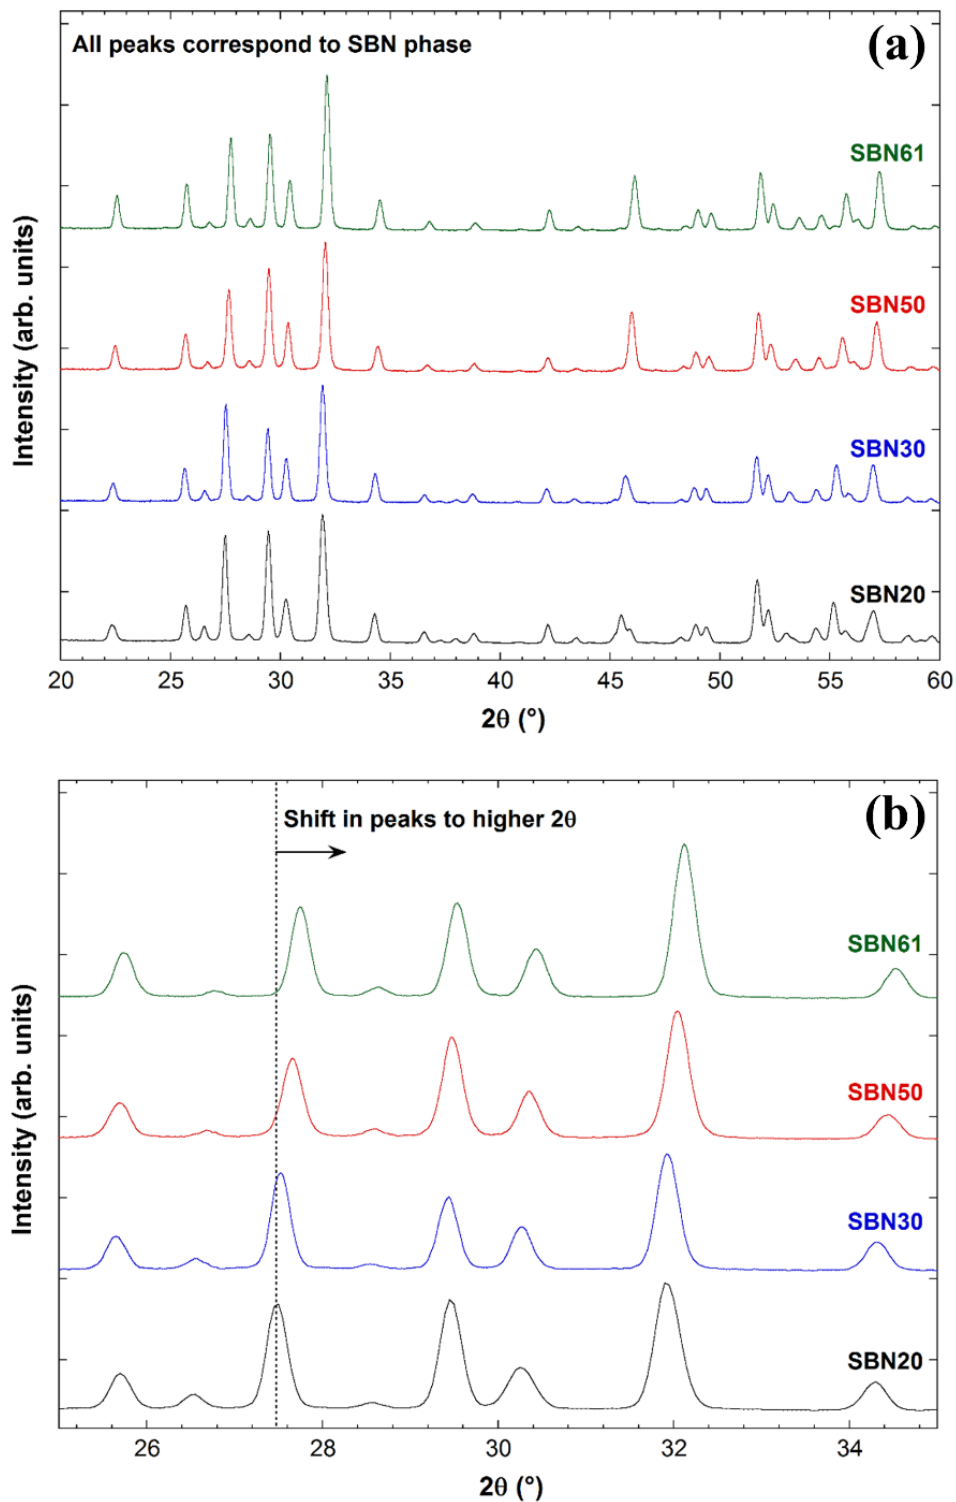 All peaks correspond to SBN phase
(a)
SBN61
SBN50
SBN30
SBN20
Intensity (arb. units)
20 25 30 35 40 45 50 55 60
2θ (°)
(b)
Shift in peaks to higher 2θ
SBN61
SBN50
SBN30
SBN20
Intensity (arb. units)
26 28 30 32 34
2θ (°)